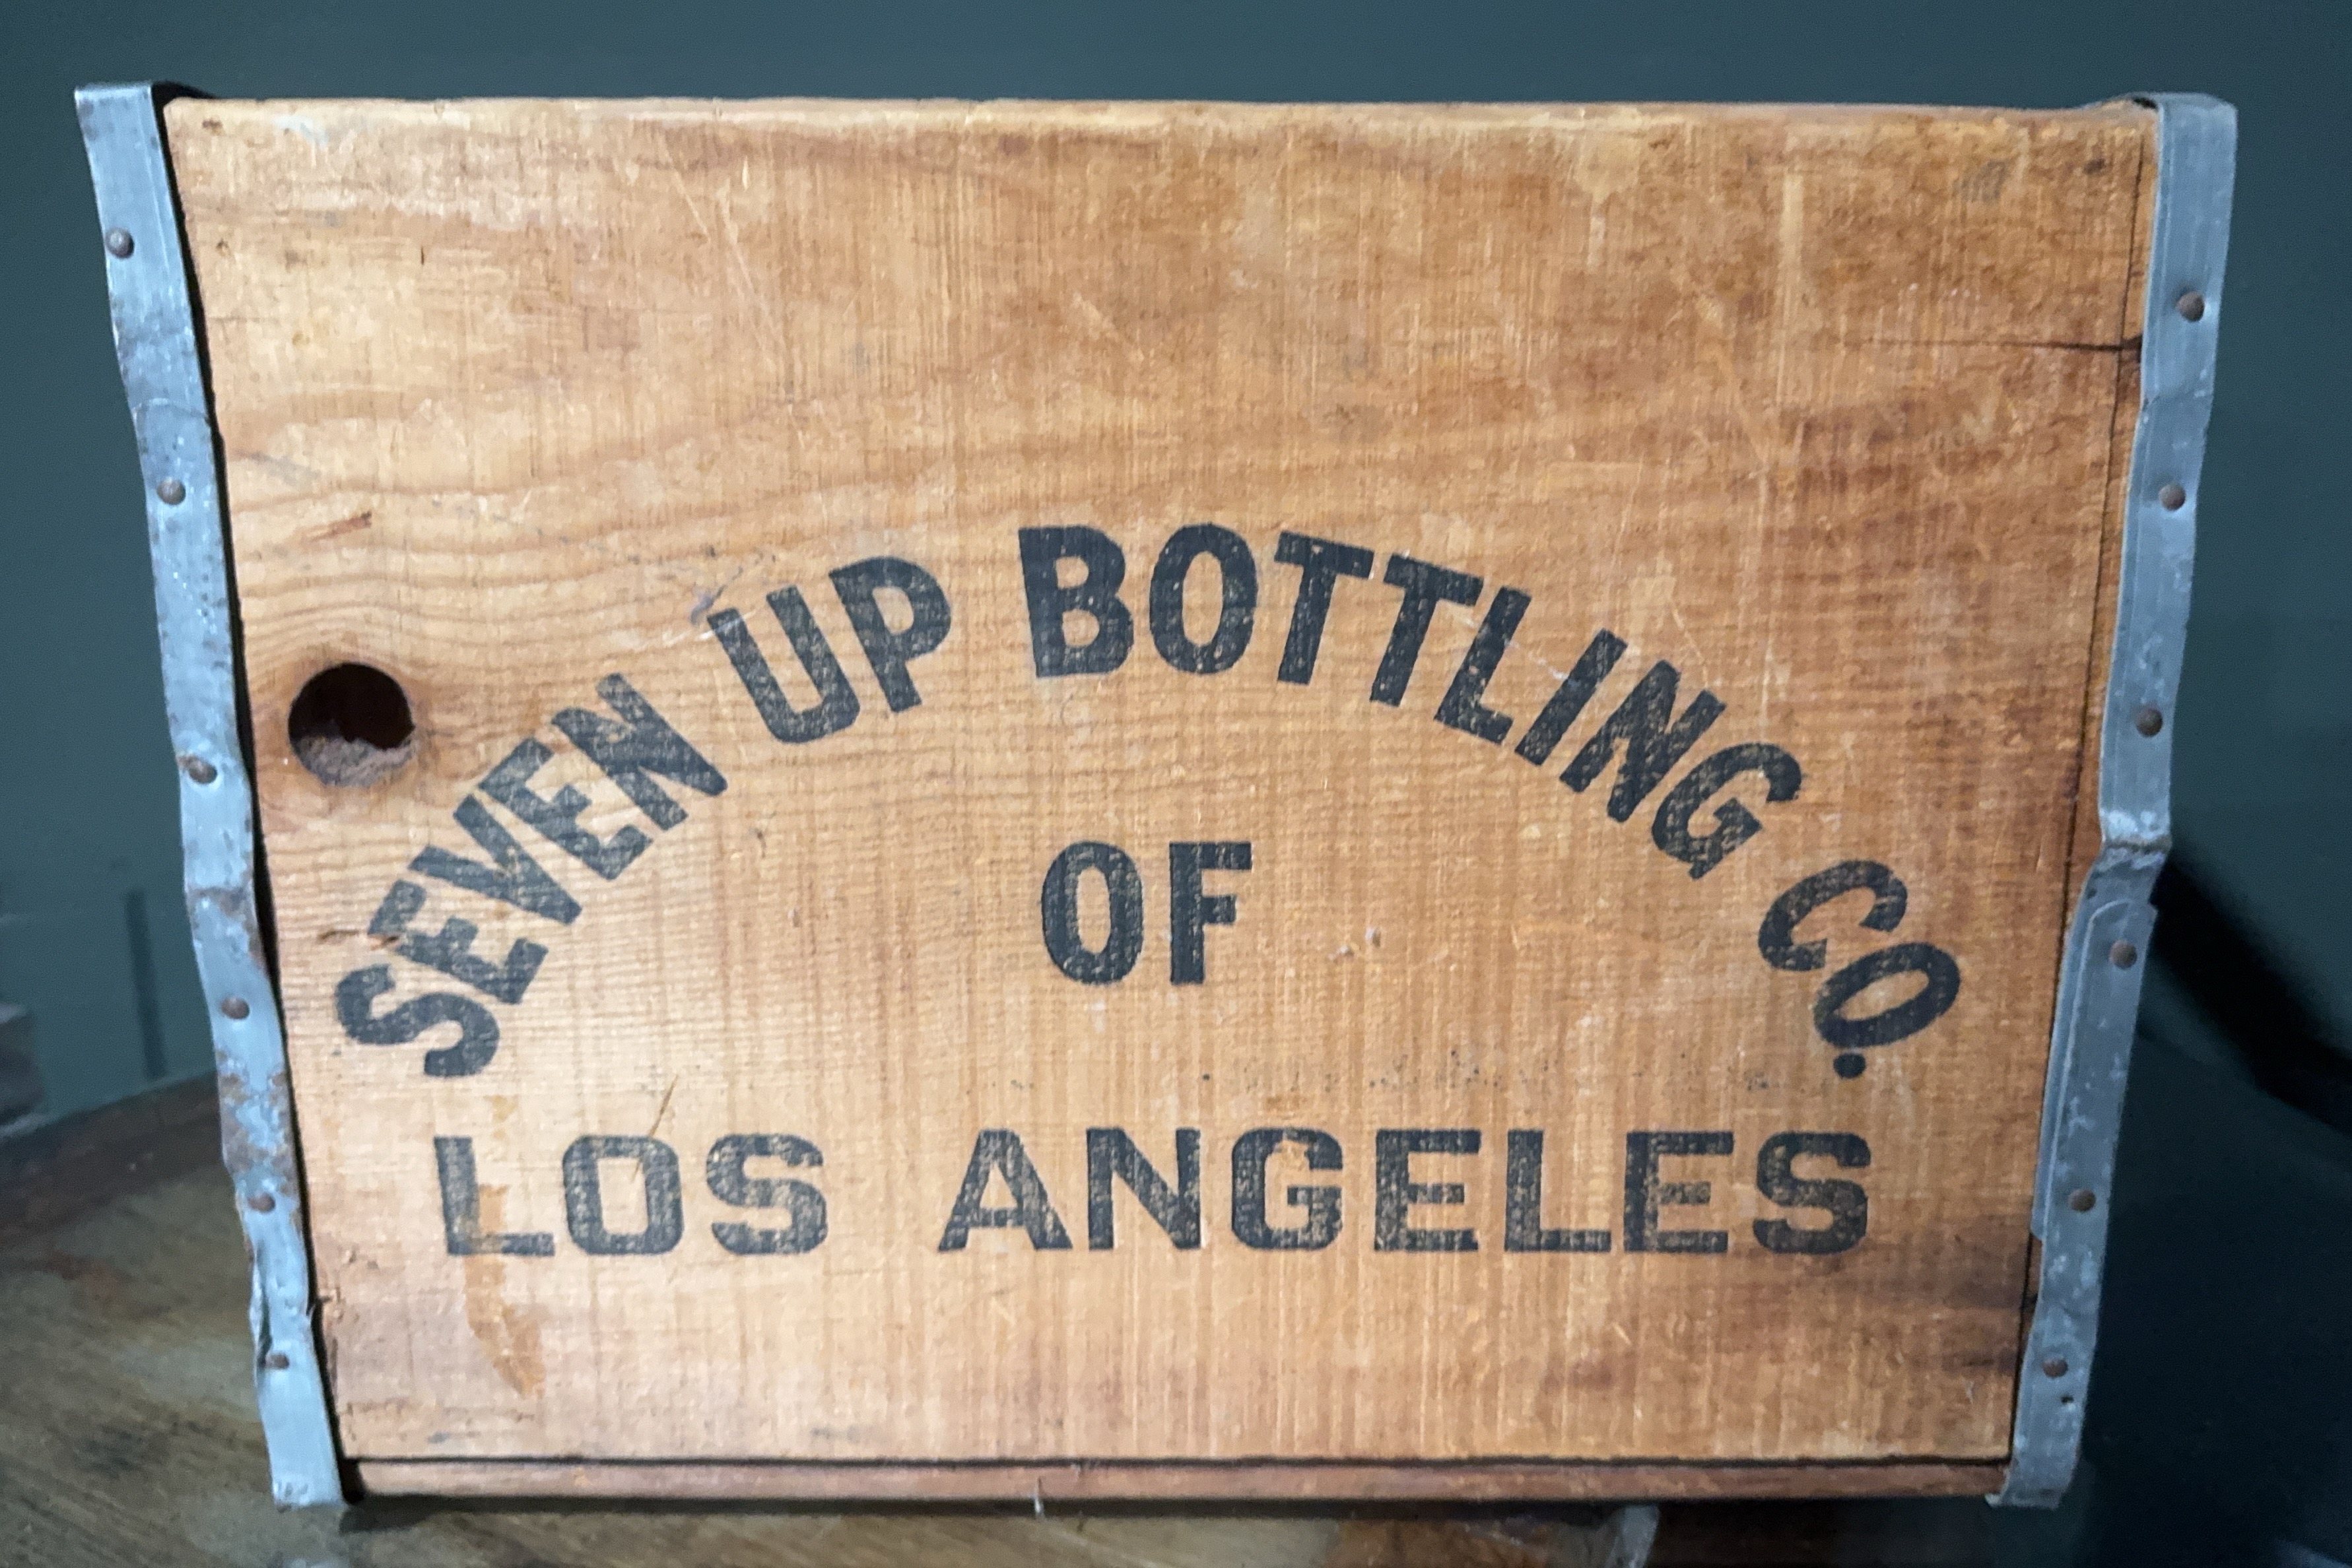 SEVEN UP BOTTLING CO.
OF
LOS ANGELES